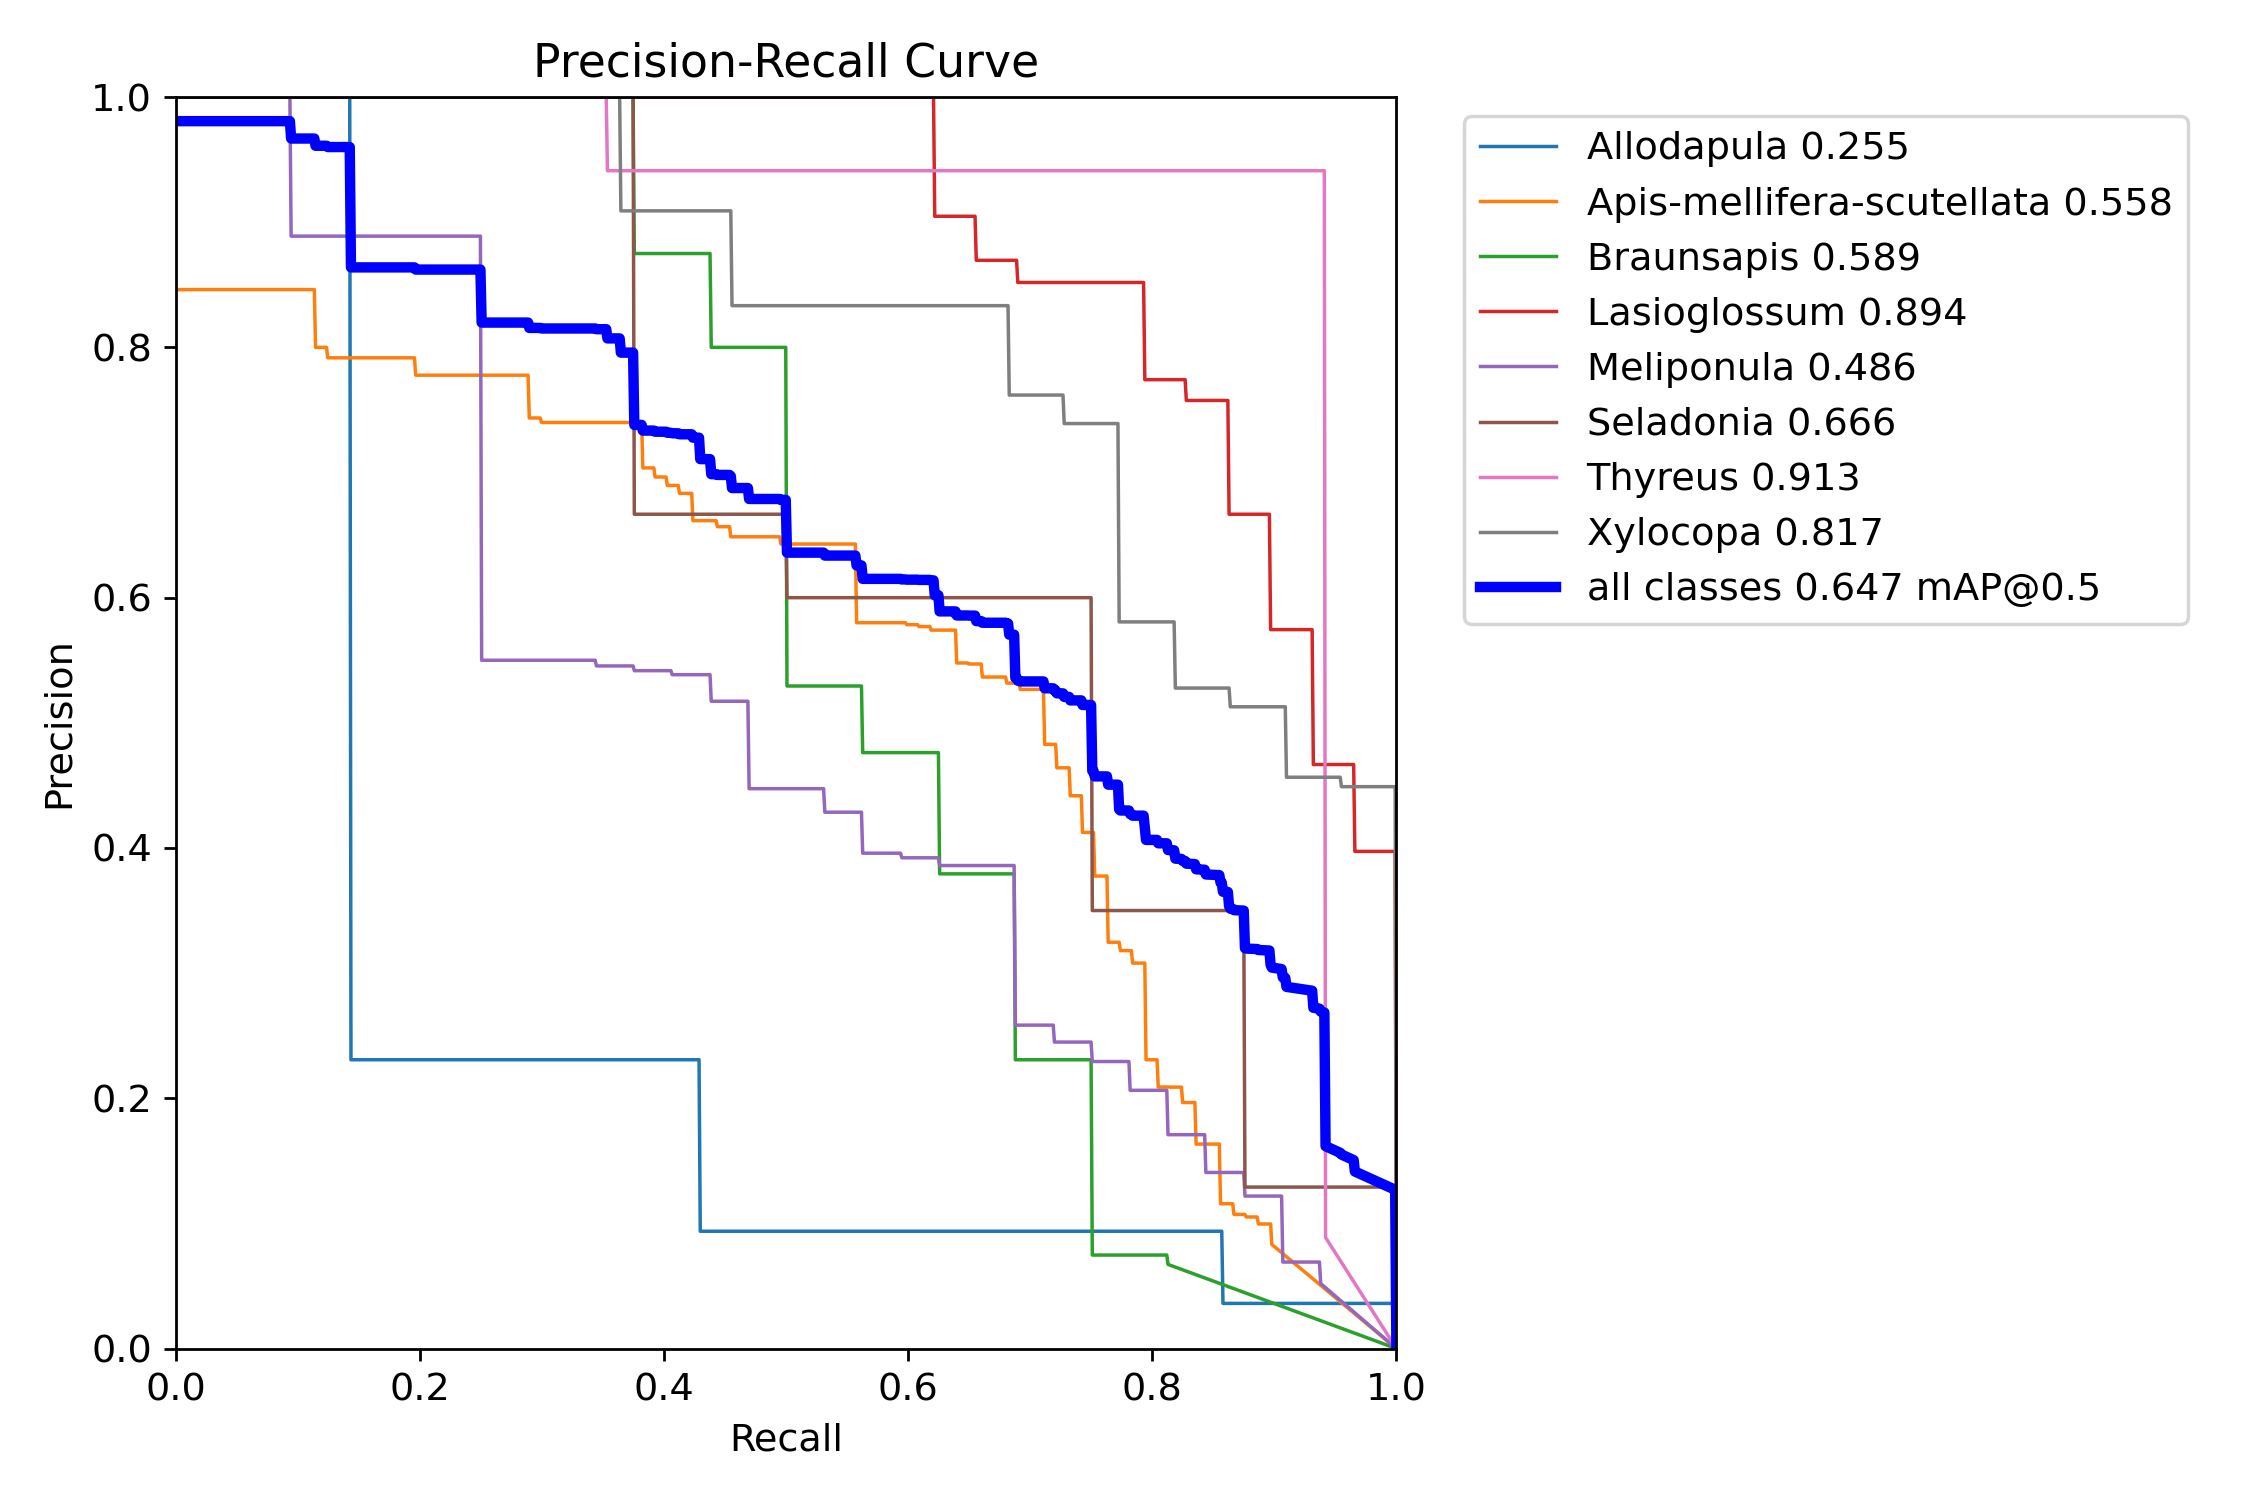 Precision-Recall Curve
1.0
0.8
0.6
0.4
0.2
0.0
Precision
0.0 0.2 0.4 0.6 0.8 1.0
Recall
Allodapula 0.255
Apis-mellifera-scutellata 0.558
Braunsapis 0.589
Lasioglossum 0.894
Meliponula 0.486
Seladonia 0.666
Thyreus 0.913
Xylocopa 0.817
all classes 0.647 mAP@0.5